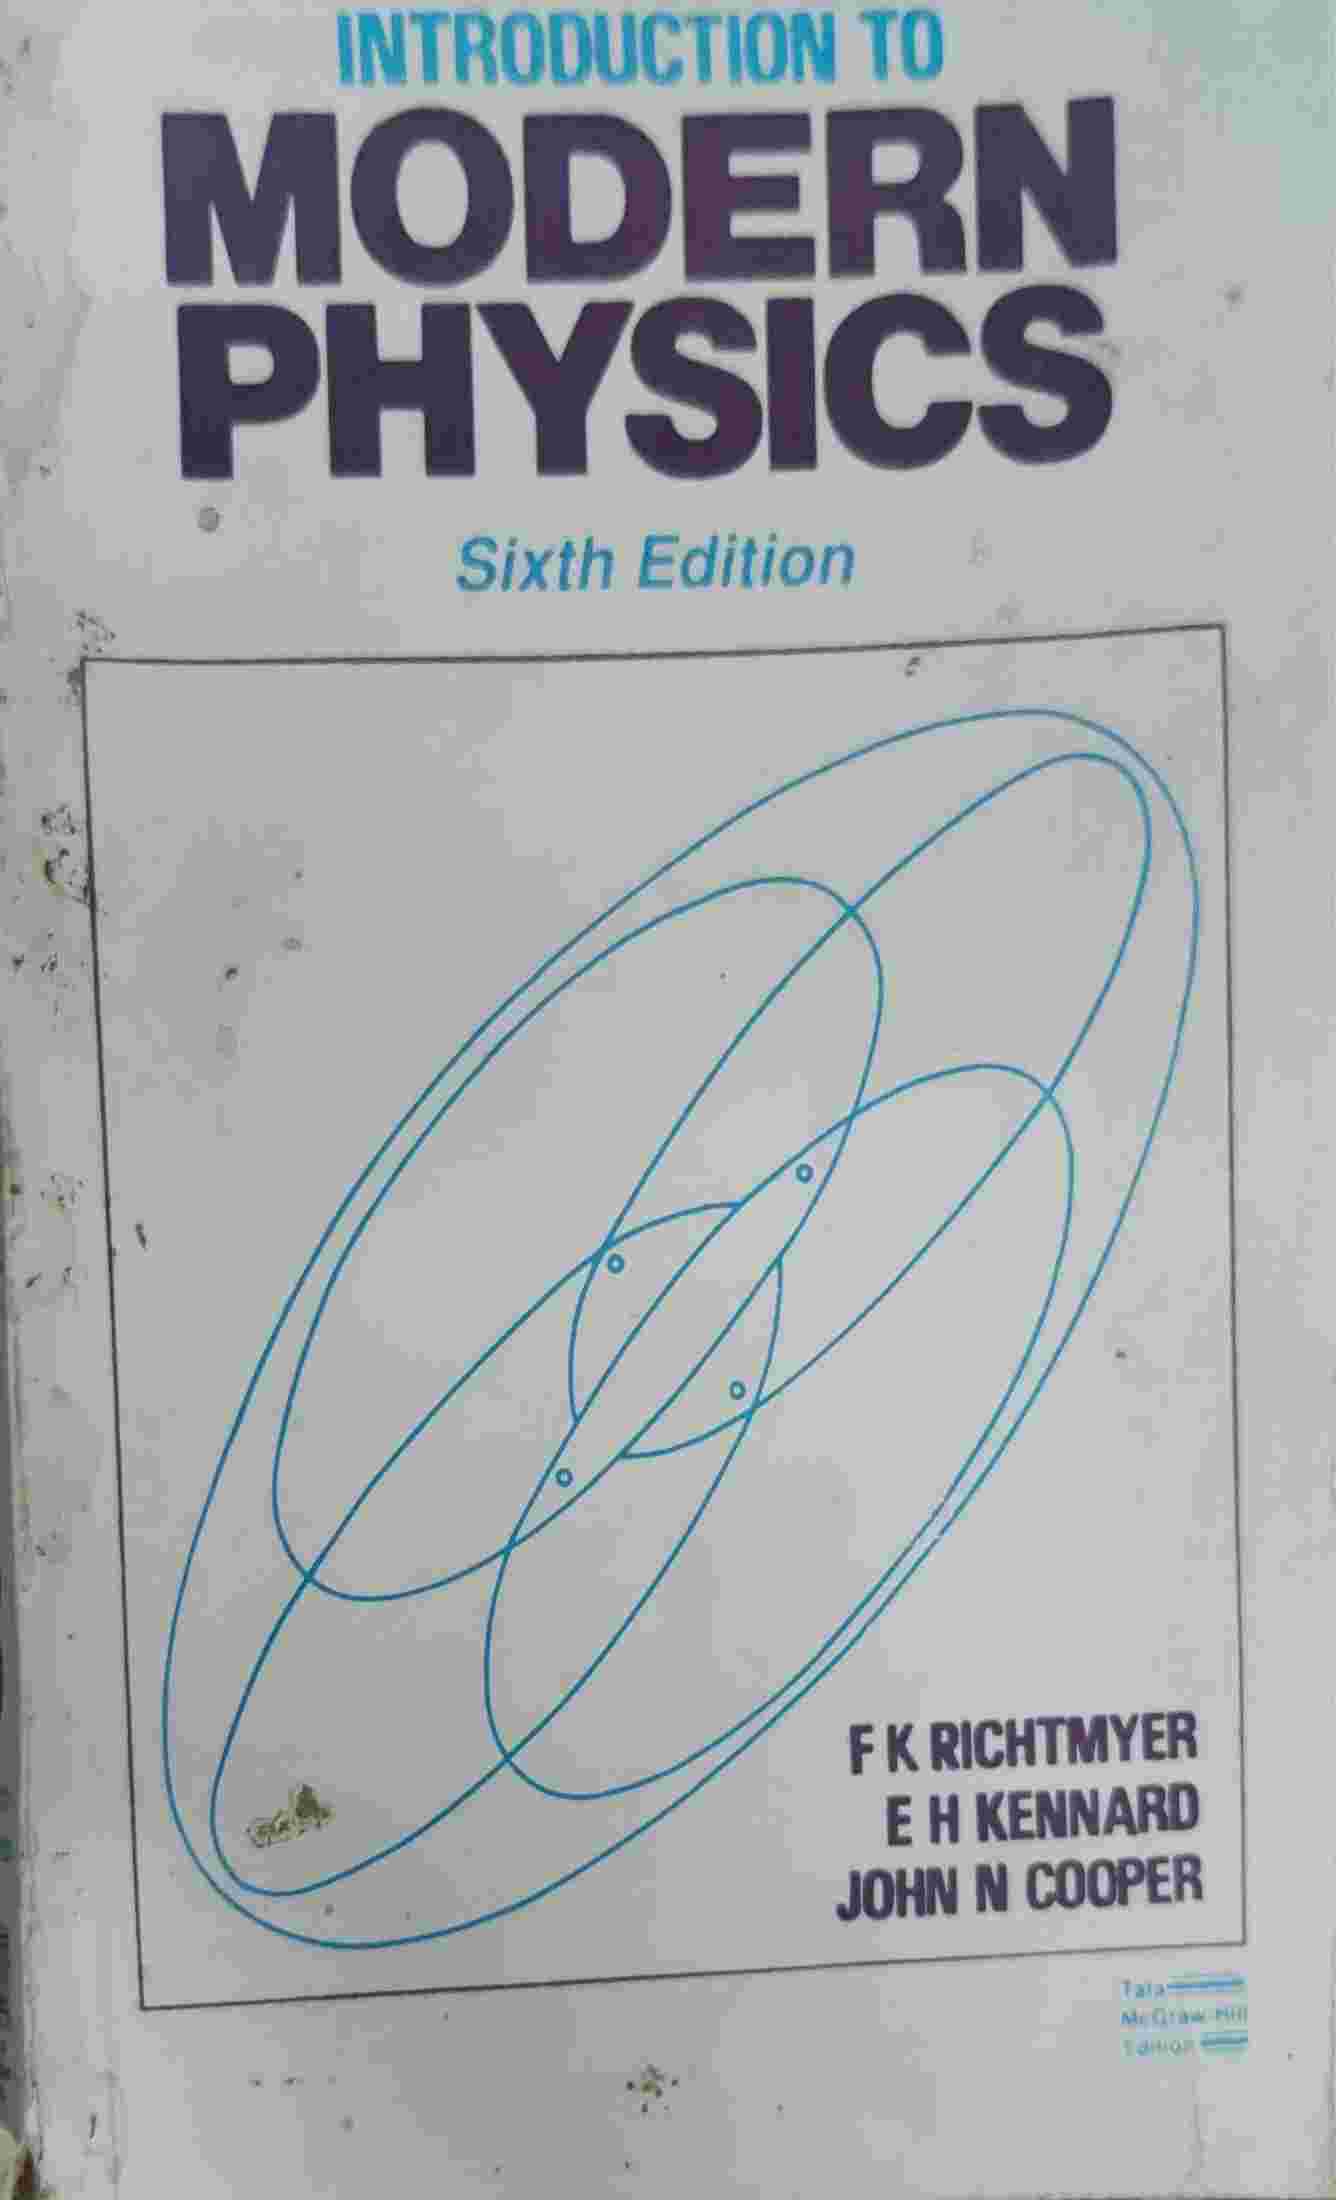 INTRODUCTION TO
MODERN
PHYSICS
Sixth Edition
F K RICHTMYER
E H KENNARD
JOHN N COOPER
Tata
McGraw-Hill
Edition